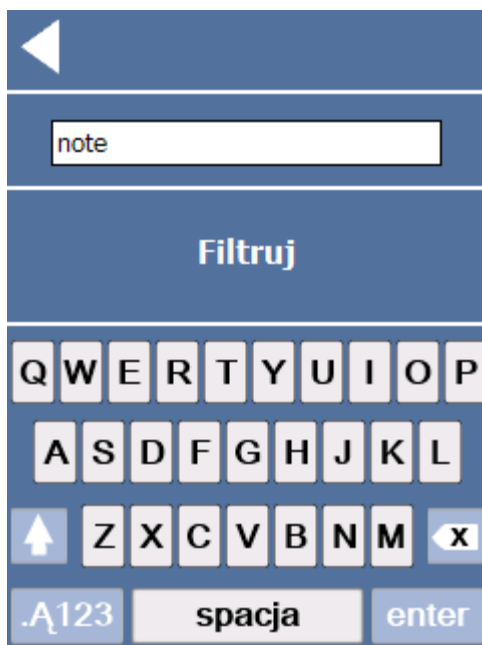 note
Filtruj
Q W E R T Y U I O P
A S D F G H J K L
Z X C V B N M x
.Ą123 spacja enter